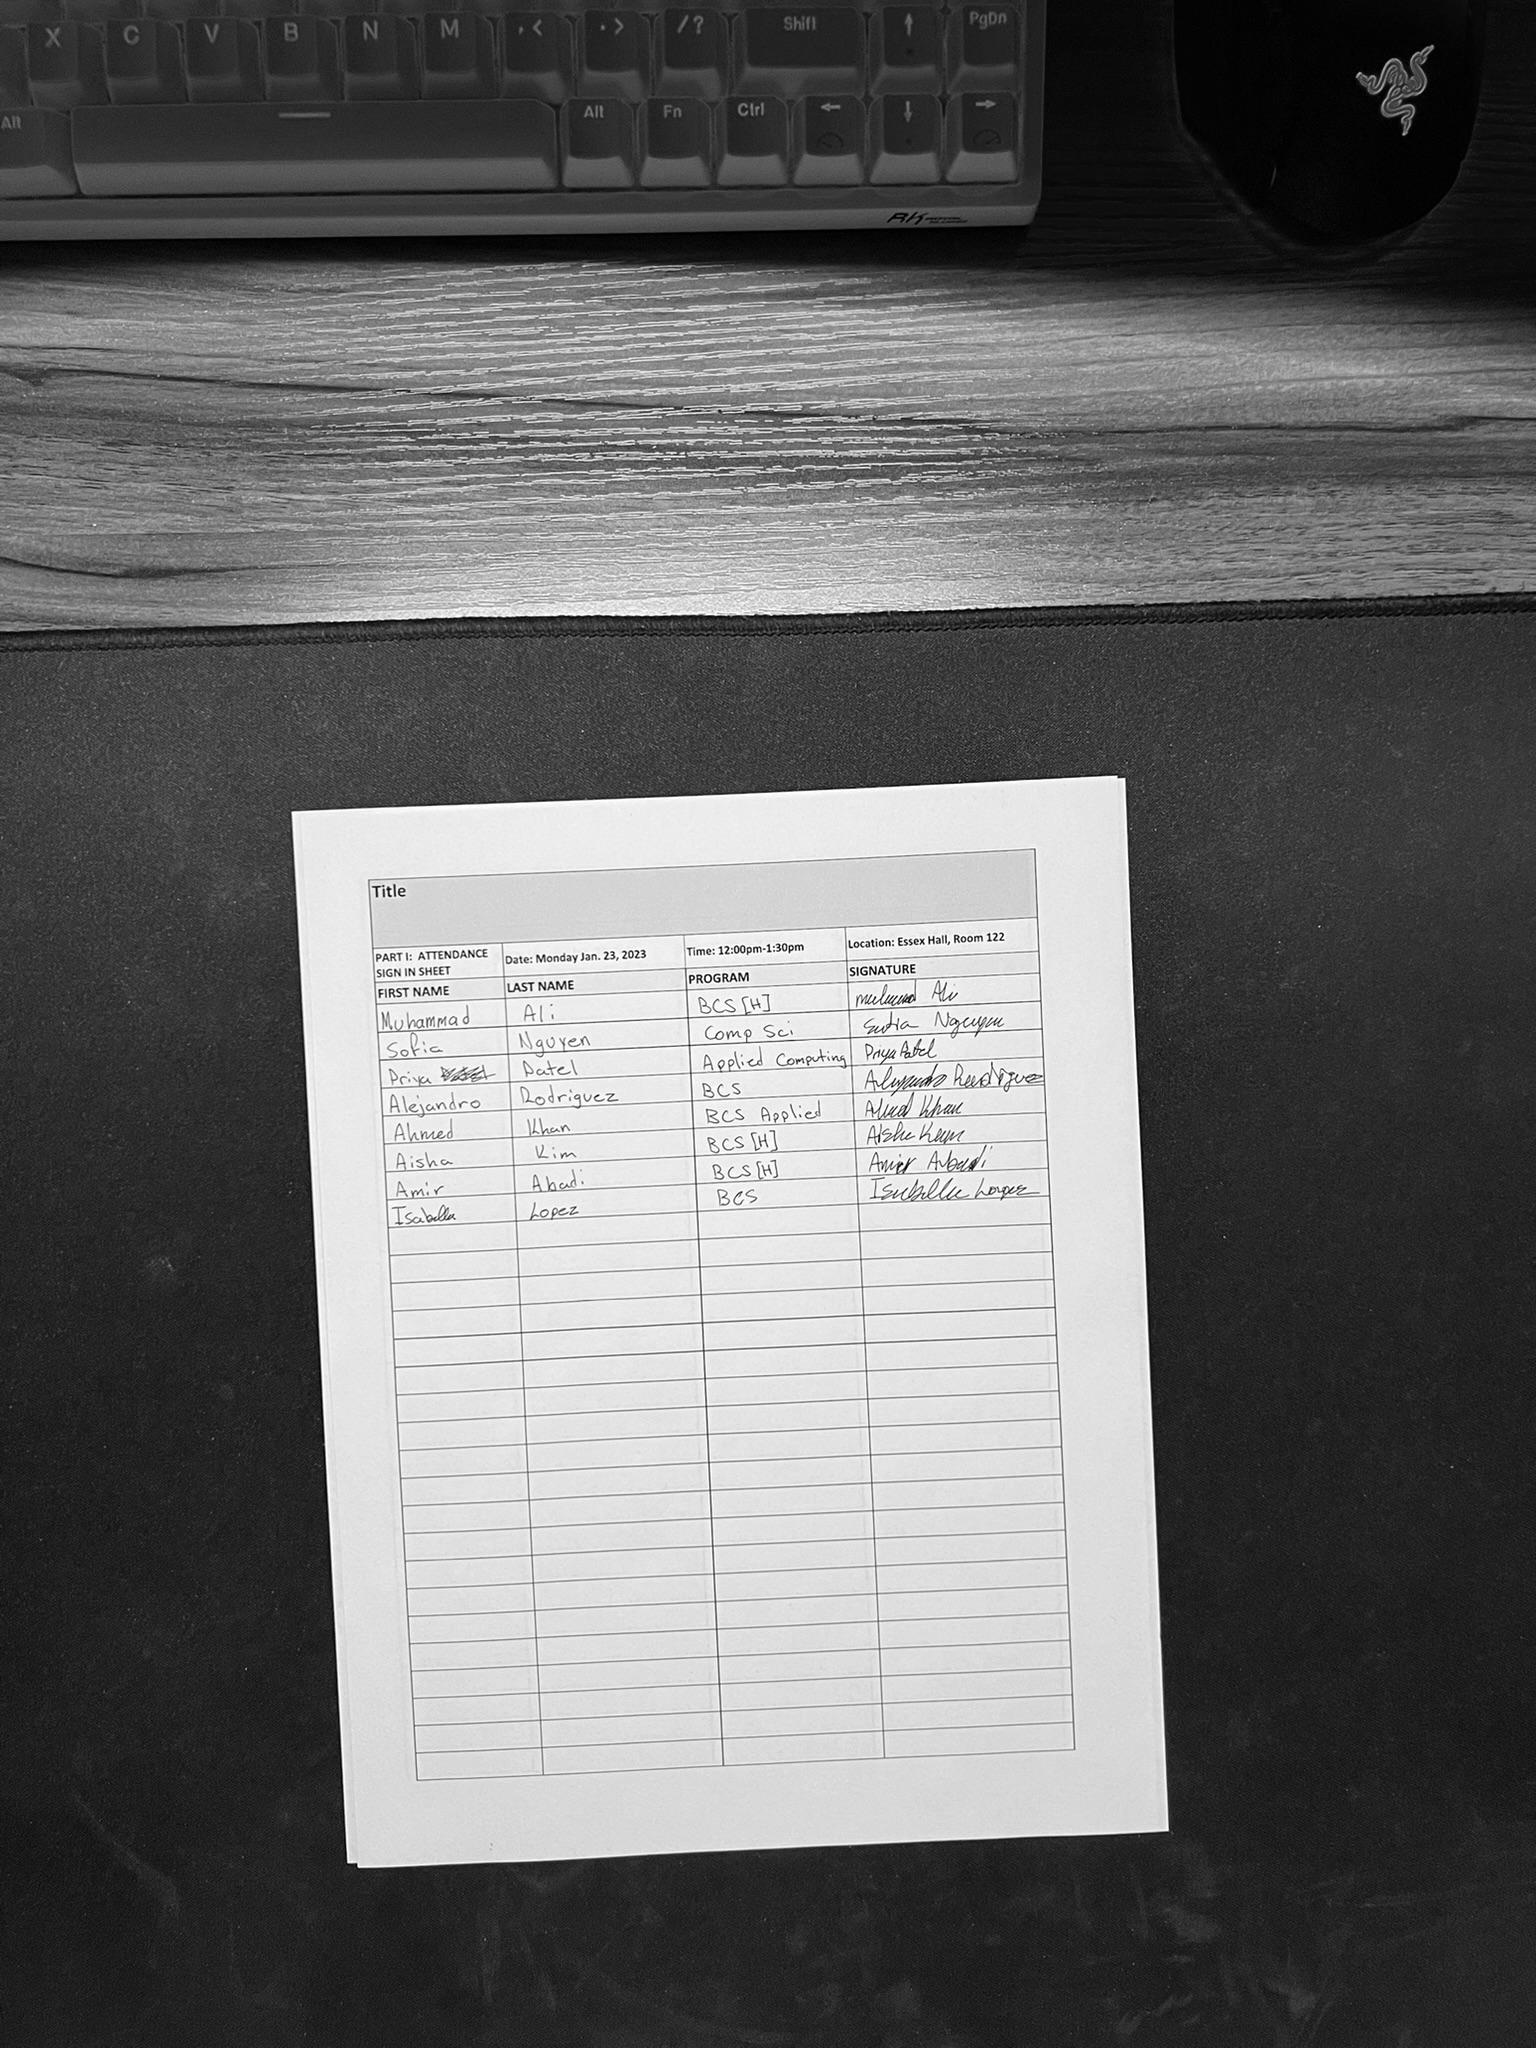 X C V B N M , < . > / ? Shift ↑ PgDn
Alt Alt Fn Ctrl ← ↓ →
RK
Title
PART I: ATTENDANCE SIGN IN SHEET Date: Monday Jan. 23, 2023 Time: 12:00pm-1:30pm Location: Essex Hall, Room 122
FIRST NAME LAST NAME PROGRAM SIGNATURE
Muhammad Ali BCS [H] Ali
Sofia Nguyen Comp Sci Sofia Nguyen
Priya Patel Applied Computing Priya Patel
Alejandro Rodriguez BCS Alejandro Rodriguez
Ahmed Khan BCS Applied Ahmed Khan
Aisha Kim BCS [H] Aisha Kim
Amir Abadi BCS [H] Amir Abadi
Isabella Lopez BCS Isabella Lopez